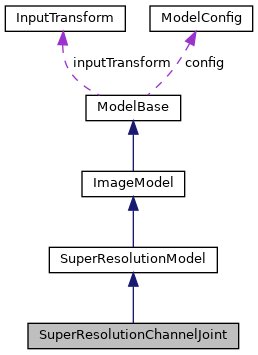 InputTransform
ModelConfig
inputTransform
config
ModelBase
ImageModel
SuperResolutionModel
SuperResolutionChannelJoint